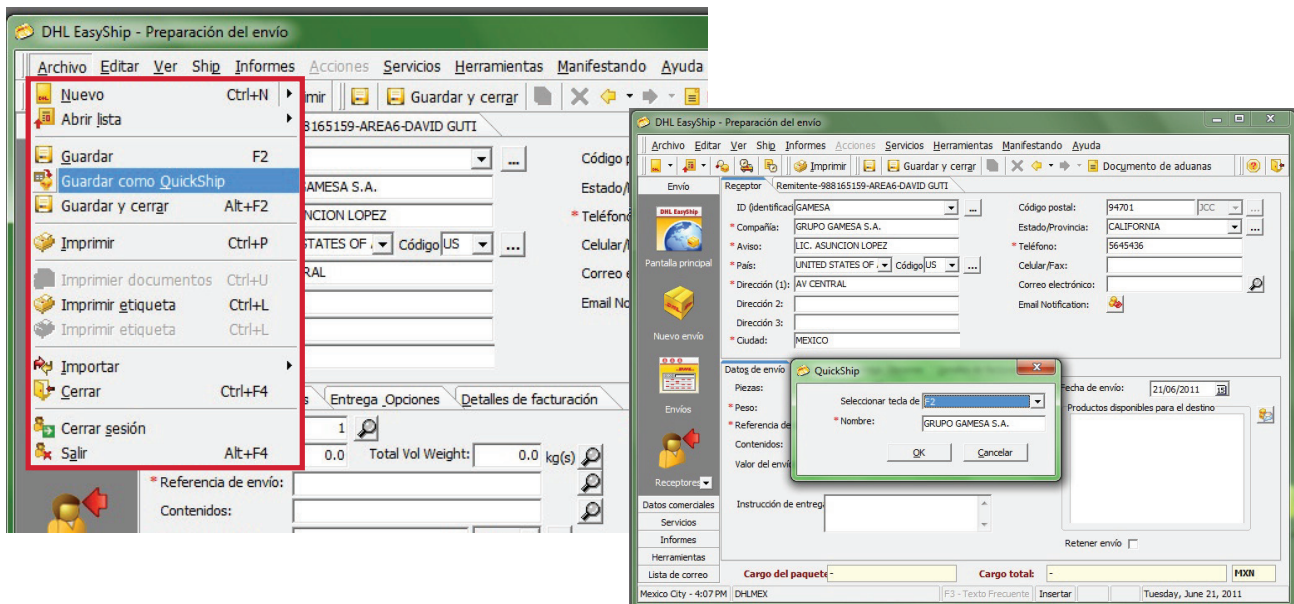 DHL EasyShip - Preparación del envío
Archivo Editar Ver Ship Informes Acciones Servicios Herramientas Manifestando Ayuda
Nuevo Ctrl+N
Abrir lista
Guardar F2
Guardar como QuickShip
Guardar y cerrar Alt+F2
Imprimir Ctrl+P
Imprimier documentos Ctrl+U
Imprimir etiqueta Ctrl+L
Imprimir etiqueta Ctrl+L
Importar
Cerrar Ctrl+F4
Cerrar sesión
Salir Alt+F4
mir Guardar y cerrar
165159-AREA6-DAVID GUTI
... Código
GAMESA S.A. Estado/
NCION LOPEZ * Teléfono
STATES OF Código US ... Celular/
RAL Correo
Email No
Entrega Opciones Detalles de facturación
1
0.0 Total Vol Weight: 0.0 kg(s)
* Referencia de envío:
Contenidos:
DHL EasyShip - Preparación del envío
Archivo Editar Ver Ship Informes Acciones Servicios Herramientas Manifestando Ayuda
Imprimir Guardar y cerrar Documento de aduanas
Envío
DHL EasyShip
Pantalla principal
Nuevo envío
Envíos
Receptores
Datos comerciales
Servicios
Informes
Herramientas
Lista de correo
Receptor Remitente-988165159-AREA6-DAVID GUTI
ID (identificaci GAMESA ... Código postal: 94701 JCC ...
* Compañía: GRUPO GAMESA S.A. Estado/Provincia: CALIFORNIA ...
* Aviso: LIC. ASUNCION LOPEZ * Teléfono: 5645436
* País: UNITED STATES OF Código US ... Celular/Fax:
* Dirección (1): AV CENTRAL Correo electrónico:
Dirección 2: Email Notification:
Dirección 3:
* Ciudad: MEXICO
Datos de envío
Piezas: echa de envío: 21/06/2011 15
* Peso: Productos disponibles para el destino
* Referencia de
Contenidos:
Valor del enví
QuickShip
Seleccionar tecla de F2
* Nombre: GRUPO GAMESA S.A.
OK Cancelar
Instrucción de entrega
Retener envío
Cargo del paquete - Cargo total: - MXN
Mexico City - 4:07 PM DHLMEX F3 - Texto Frecuente Insertar Tuesday, June 21, 2011